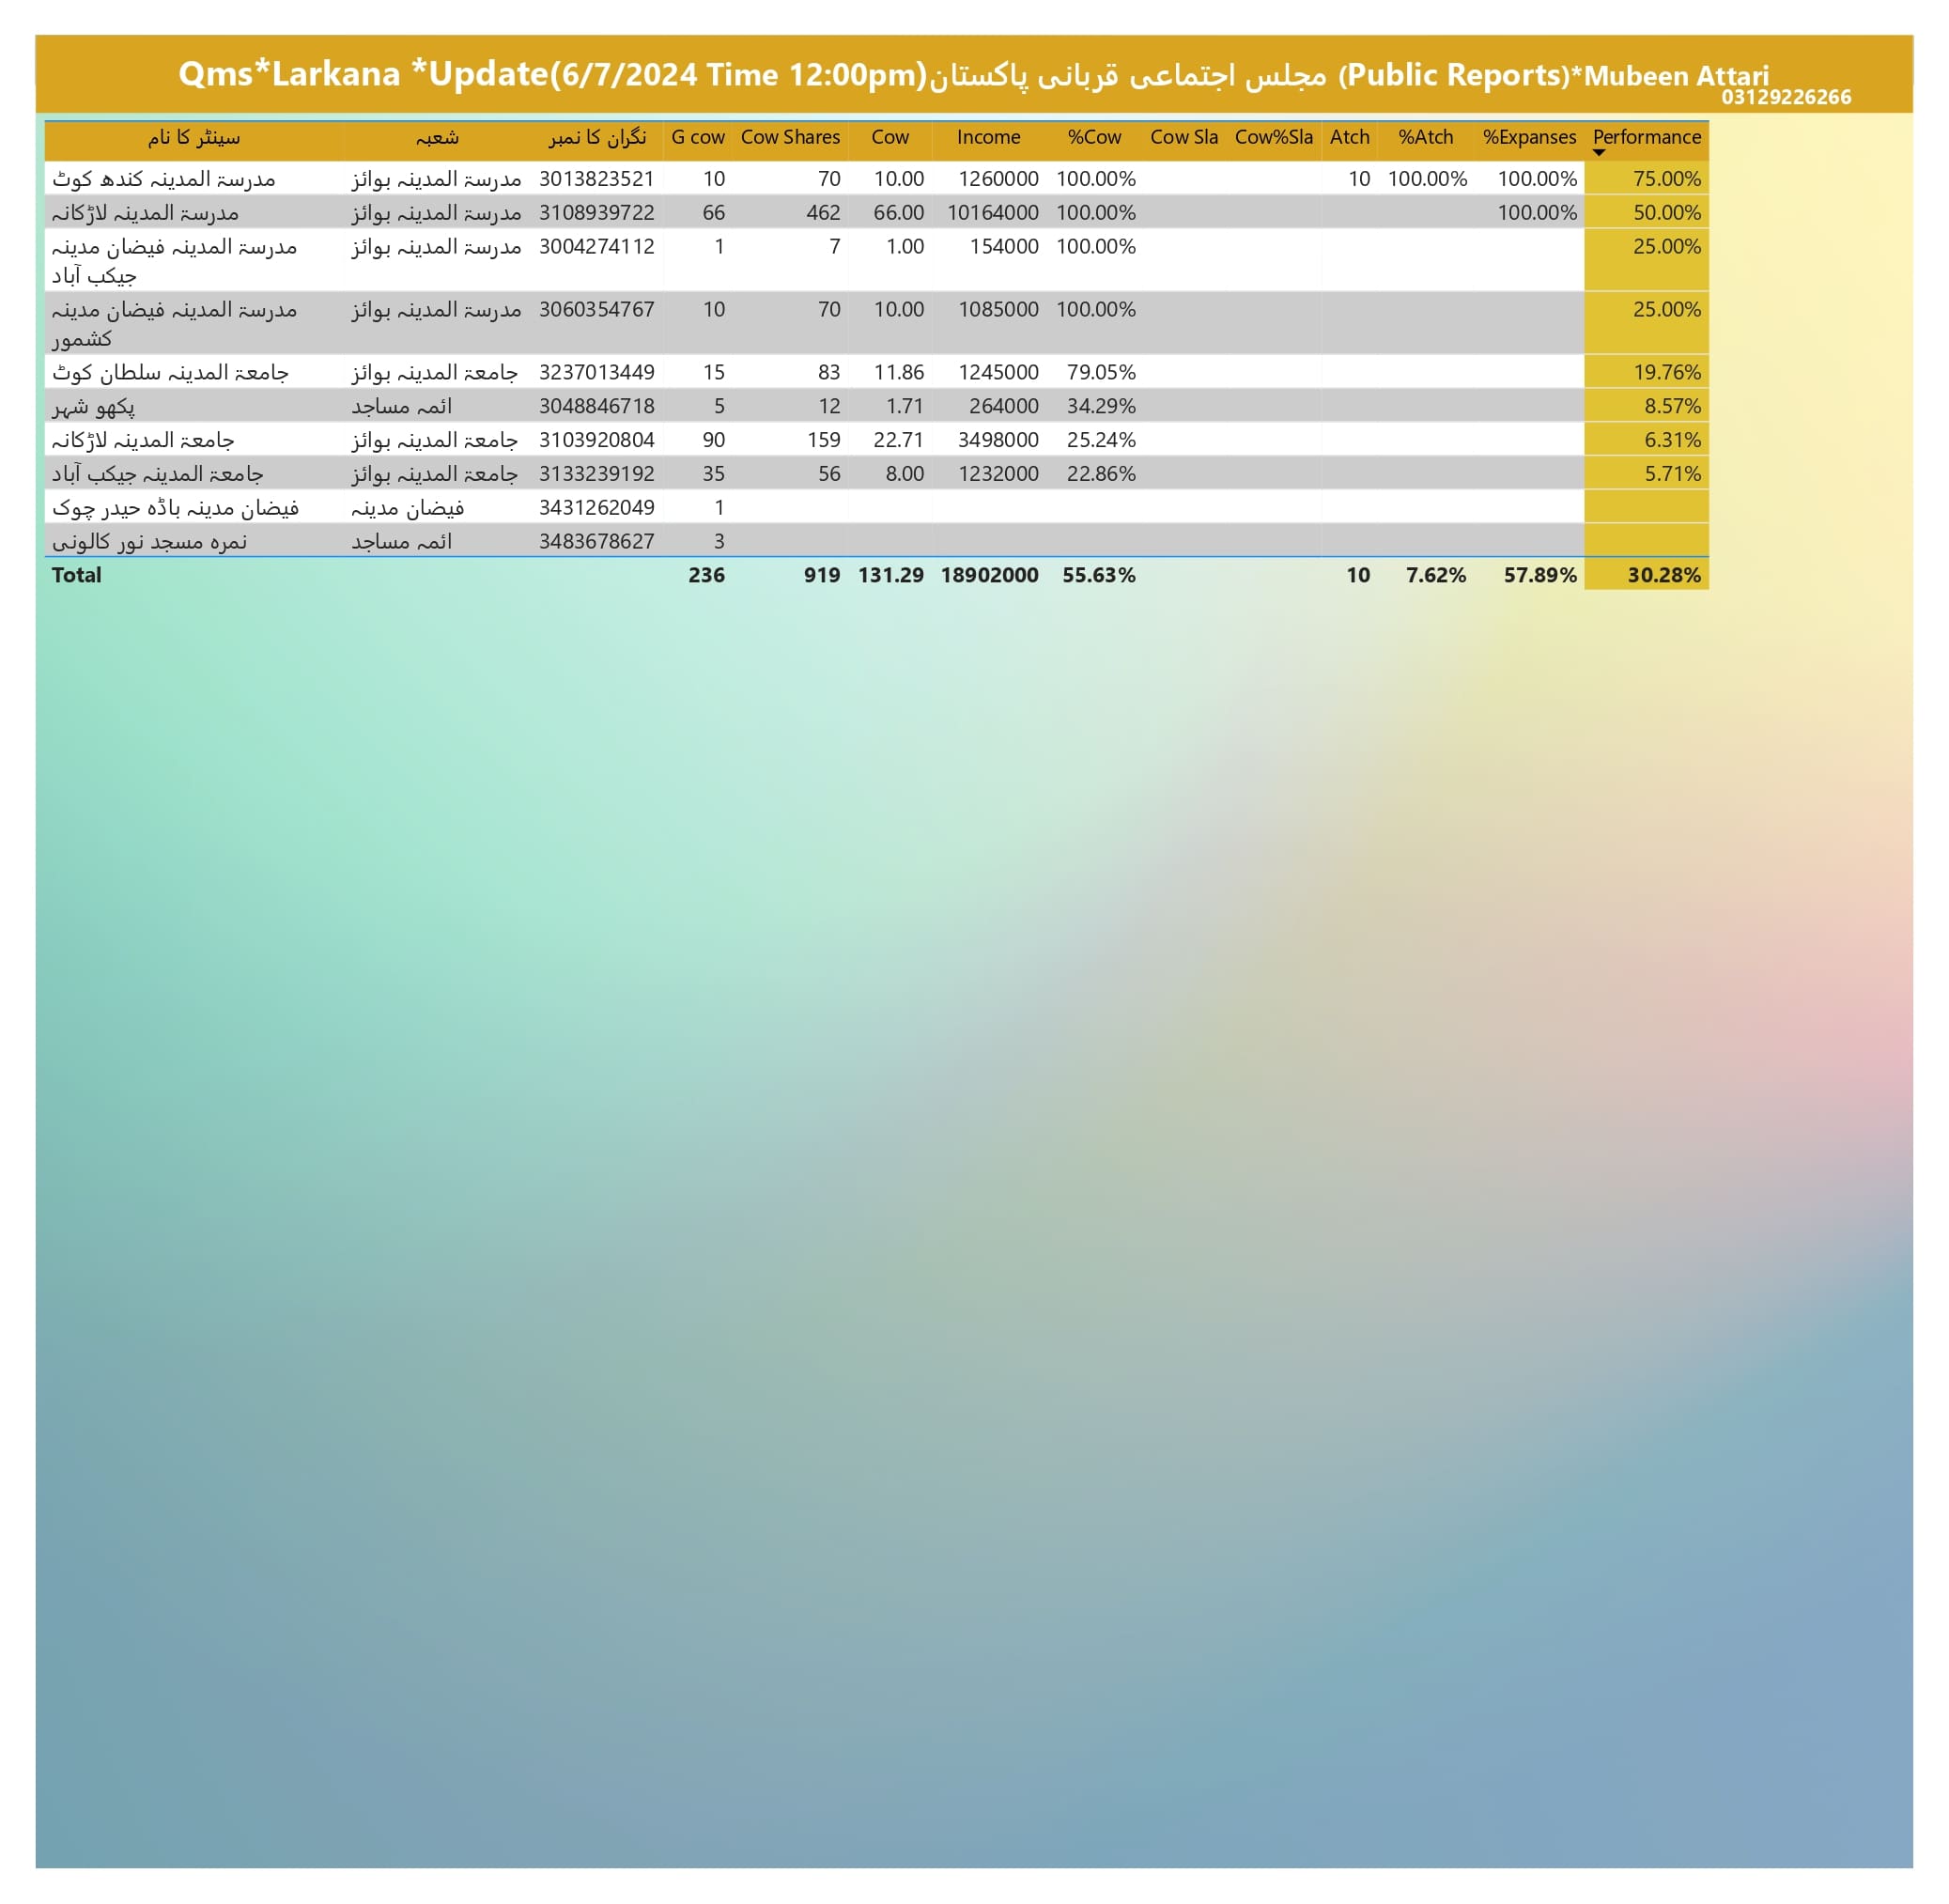 Qms*Larkana *Update(6/7/2024 Time 12:00pm)مجلس اجتماعی قربانی پاکستان (Public Reports)*Mubeen Attari
03129226266
سینٹر کا نام شعبہ نگران کا نمبر G cow Cow Shares Cow Income %Cow Cow Sla Cow%Sla Atch %Atch %Expanses Performance
مدرسۃ المدینہ کندھ کوٹ مدرسۃ المدینہ بوائز 3013823521 10 70 10.00 1260000 100.00% 10 100.00% 100.00% 75.00%
مدرسۃ المدینہ لاڑکانہ مدرسۃ المدینہ بوائز 3108939722 66 462 66.00 10164000 100.00% 100.00% 50.00%
مدرسۃ المدینہ فیضان مدینہ مدرسۃ المدینہ بوائز 3004274112 1 7 1.00 154000 100.00% 25.00%
جیکب آباد
مدرسۃ المدینہ فیضان مدینہ مدرسۃ المدینہ بوائز 3060354767 10 70 10.00 1085000 100.00% 25.00%
کشمور
جامعۃ المدینہ سلطان کوٹ جامعۃ المدینہ بوائز 3237013449 15 83 11.86 1245000 79.05% 19.76%
پکھو شہر ائمہ مساجد 3048846718 5 12 1.71 264000 34.29% 8.57%
جامعۃ المدینہ لاڑکانہ جامعۃ المدینہ بوائز 3103920804 90 159 22.71 3498000 25.24% 6.31%
جامعۃ المدینہ جیکب آباد جامعۃ المدینہ بوائز 3133239192 35 56 8.00 1232000 22.86% 5.71%
فیضان مدینہ باڈہ حیدر چوک فیضان مدینہ 3431262049 1
نمرہ مسجد نور کالونی ائمہ مساجد 3483678627 3
Total 236 919 131.29 18902000 55.63% 10 7.62% 57.89% 30.28%